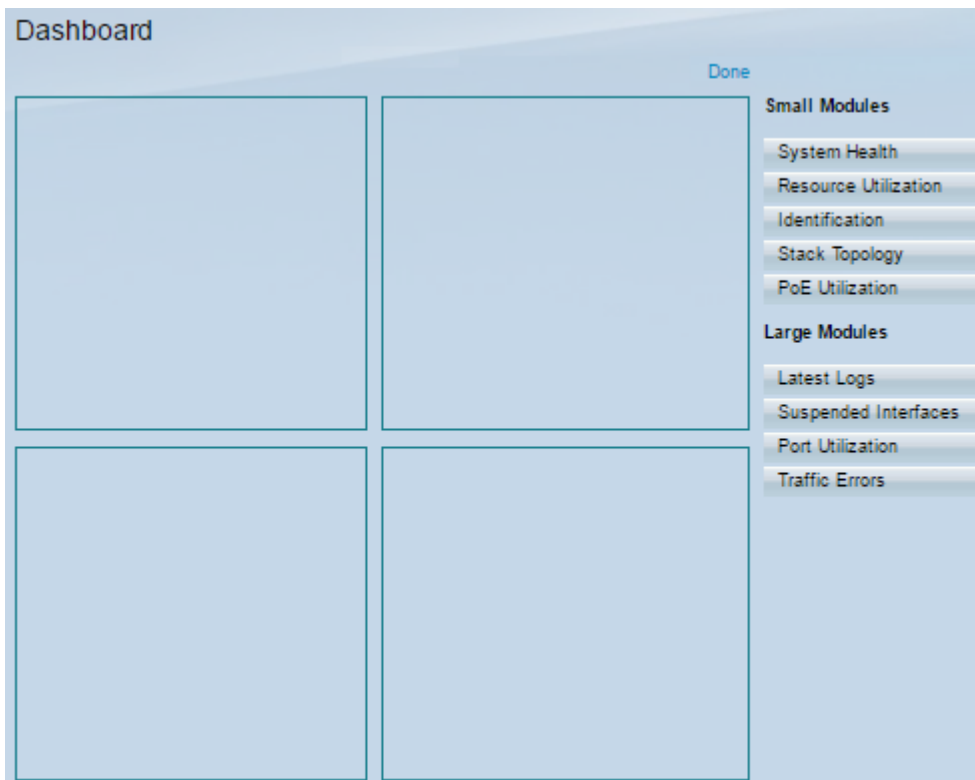 Dashboard
Done
Small Modules
System Health
Resource Utilization
Identification
Stack Topology
PoE Utilization
Large Modules
Latest Logs
Suspended Interfaces
Port Utilization
Traffic Errors